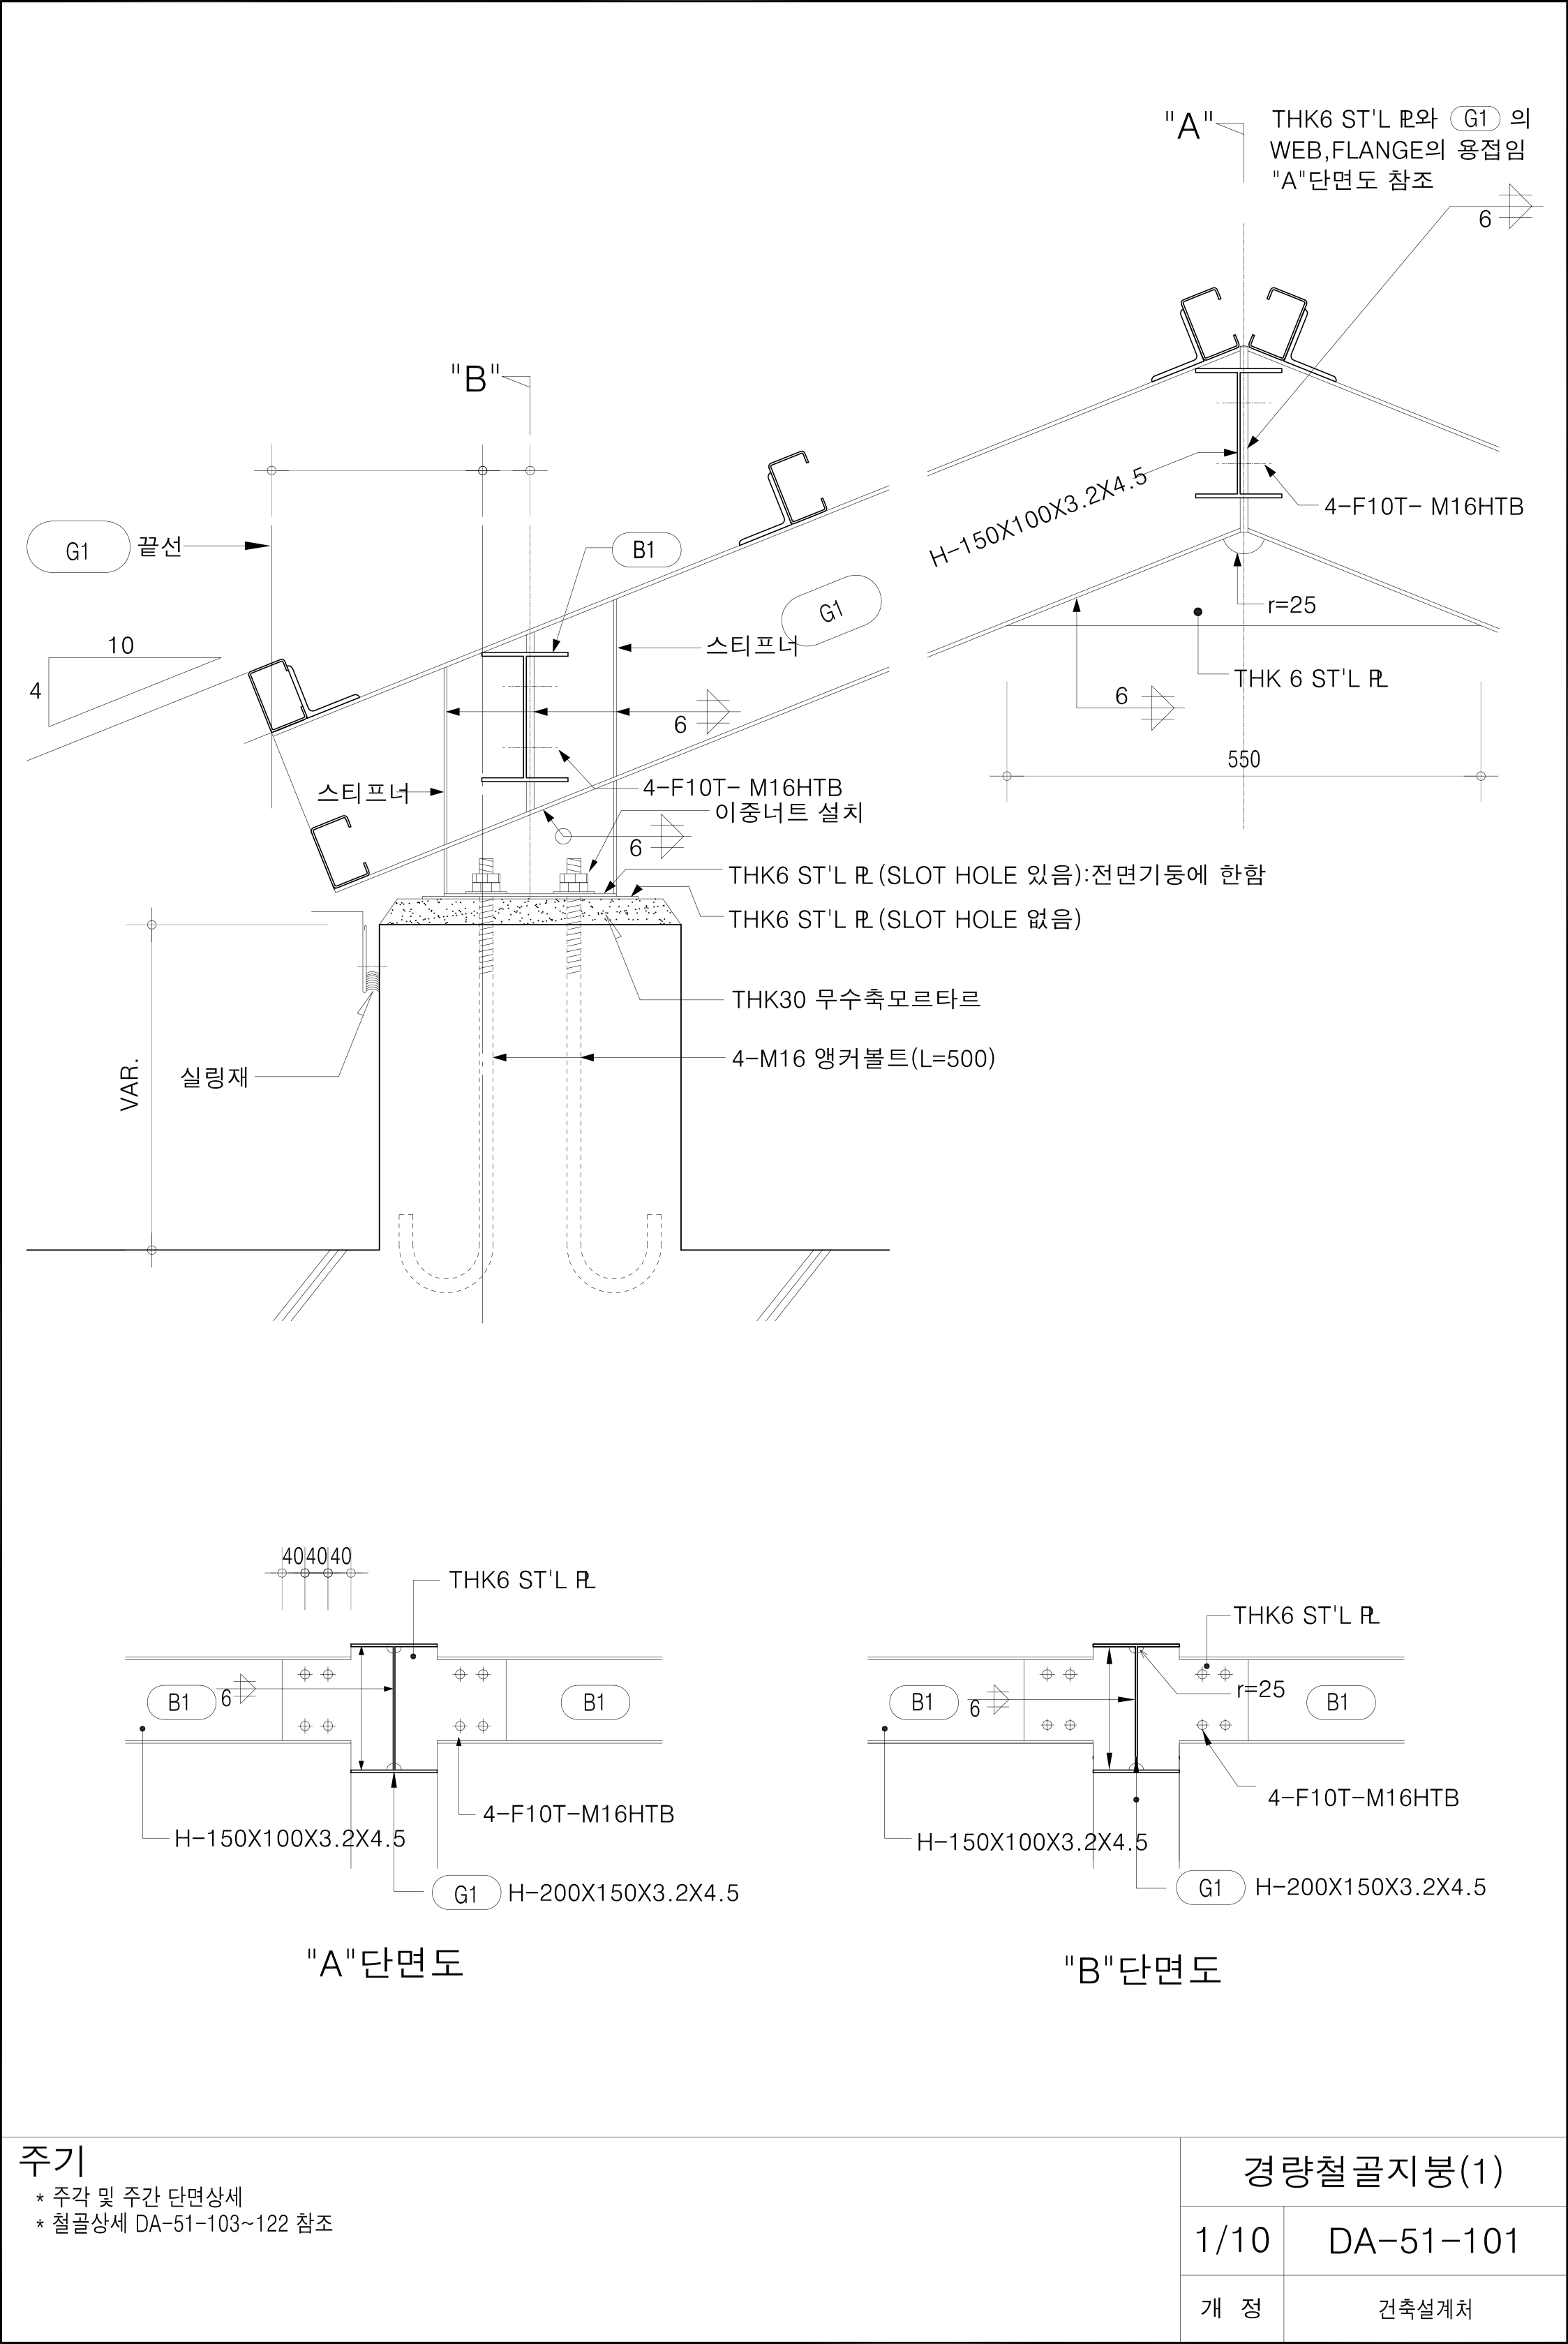 "A"
THK6 ST'L PL와 G1 의
WEB,FLANGE의 용접임
"A"단면도 참조
6
"B"
G1 끝선
B1
G1
H-150X100X3.2X4.5
4-F10T- M16HTB
r=25
10
4
스티프너
6
THK 6 ST'L PL
6
550
스티프너
4-F10T- M16HTB
이중너트 설치
6
THK6 ST'L PL (SLOT HOLE 있음):전면기둥에 한함
THK6 ST'L PL (SLOT HOLE 없음)
THK30 무수축모르타르
4-M16 앵커볼트(L=500)
실링재
VAR.
40 40 40
THK6 ST'L PL
B1
6
B1
4-F10T-M16HTB
H-150X100X3.2X4.5
G1 H-200X150X3.2X4.5
"A"단면도
THK6 ST'L PL
B1
6
r=25
B1
4-F10T-M16HTB
H-150X100X3.2X4.5
G1 H-200X150X3.2X4.5
"B"단면도
주기
* 주각 및 주간 단면상세
* 철골상세 DA-51-103~122 참조
경량철골지붕(1)
1/10
DA-51-101
개 정
건축설계처